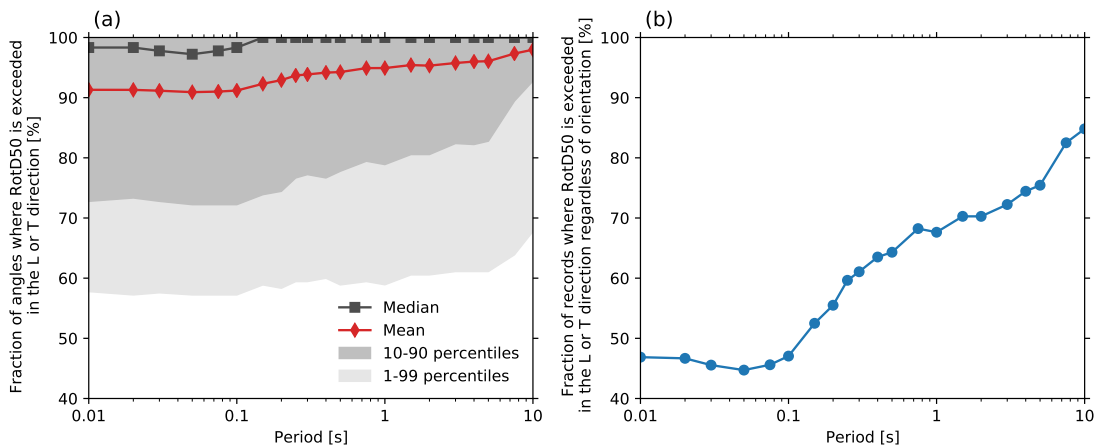 (a)
Fraction of angles where RotD50 is exceeded
in the L or T direction [%]
100
90
80
70
60
50
40
0.01
0.1
1
10
Period [s]
Median
Mean
10-90 percentiles
1-99 percentiles
(b)
Fraction of records where RotD50 is exceeded
in the L or T direction regardless of orientation [%]
100
90
80
70
60
50
40
0.01
0.1
1
10
Period [s]